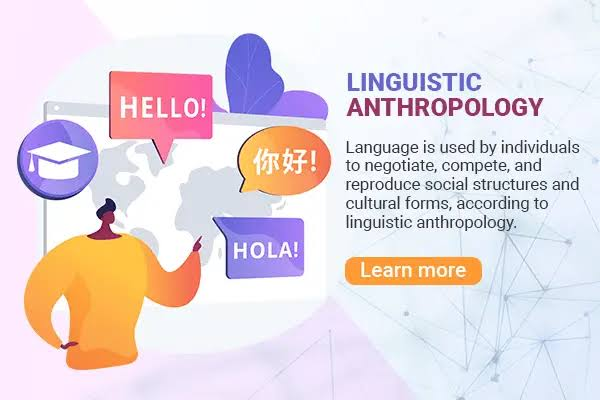 HELLO!
你好!
HOLA!
LINGUISTIC
ANTHROPOLOGY
Language is used by individuals
to negotiate, compete, and
reproduce social structures and
cultural forms, according to
linguistic anthropology.
Learn more